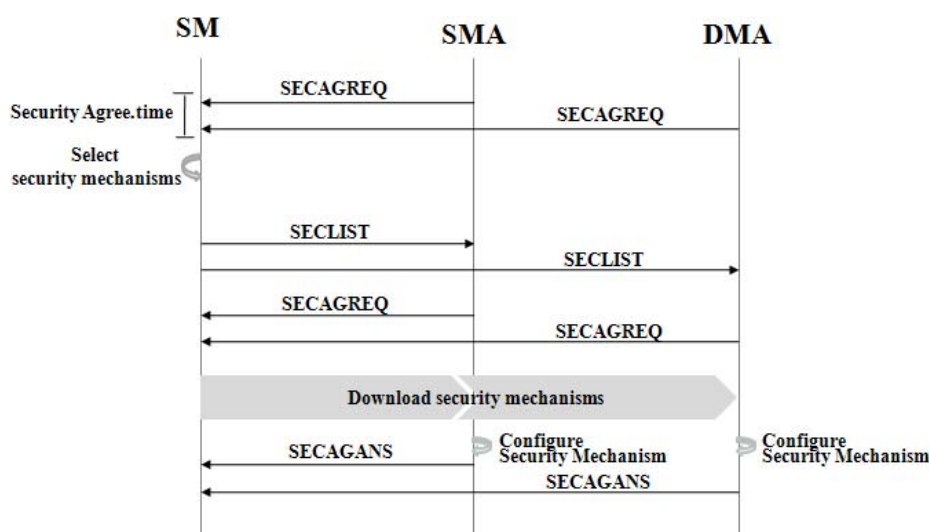 SM
SMA
DMA
SECAGREQ
Security Agree.time
SECAGREQ
Select
security mechanisms
SECLIST
SECLIST
SECAGREQ
SECAGREQ
Download security mechanisms
Configure
Security Mechanism
Configure
Security Mechanism
SECAGANS
SECAGANS